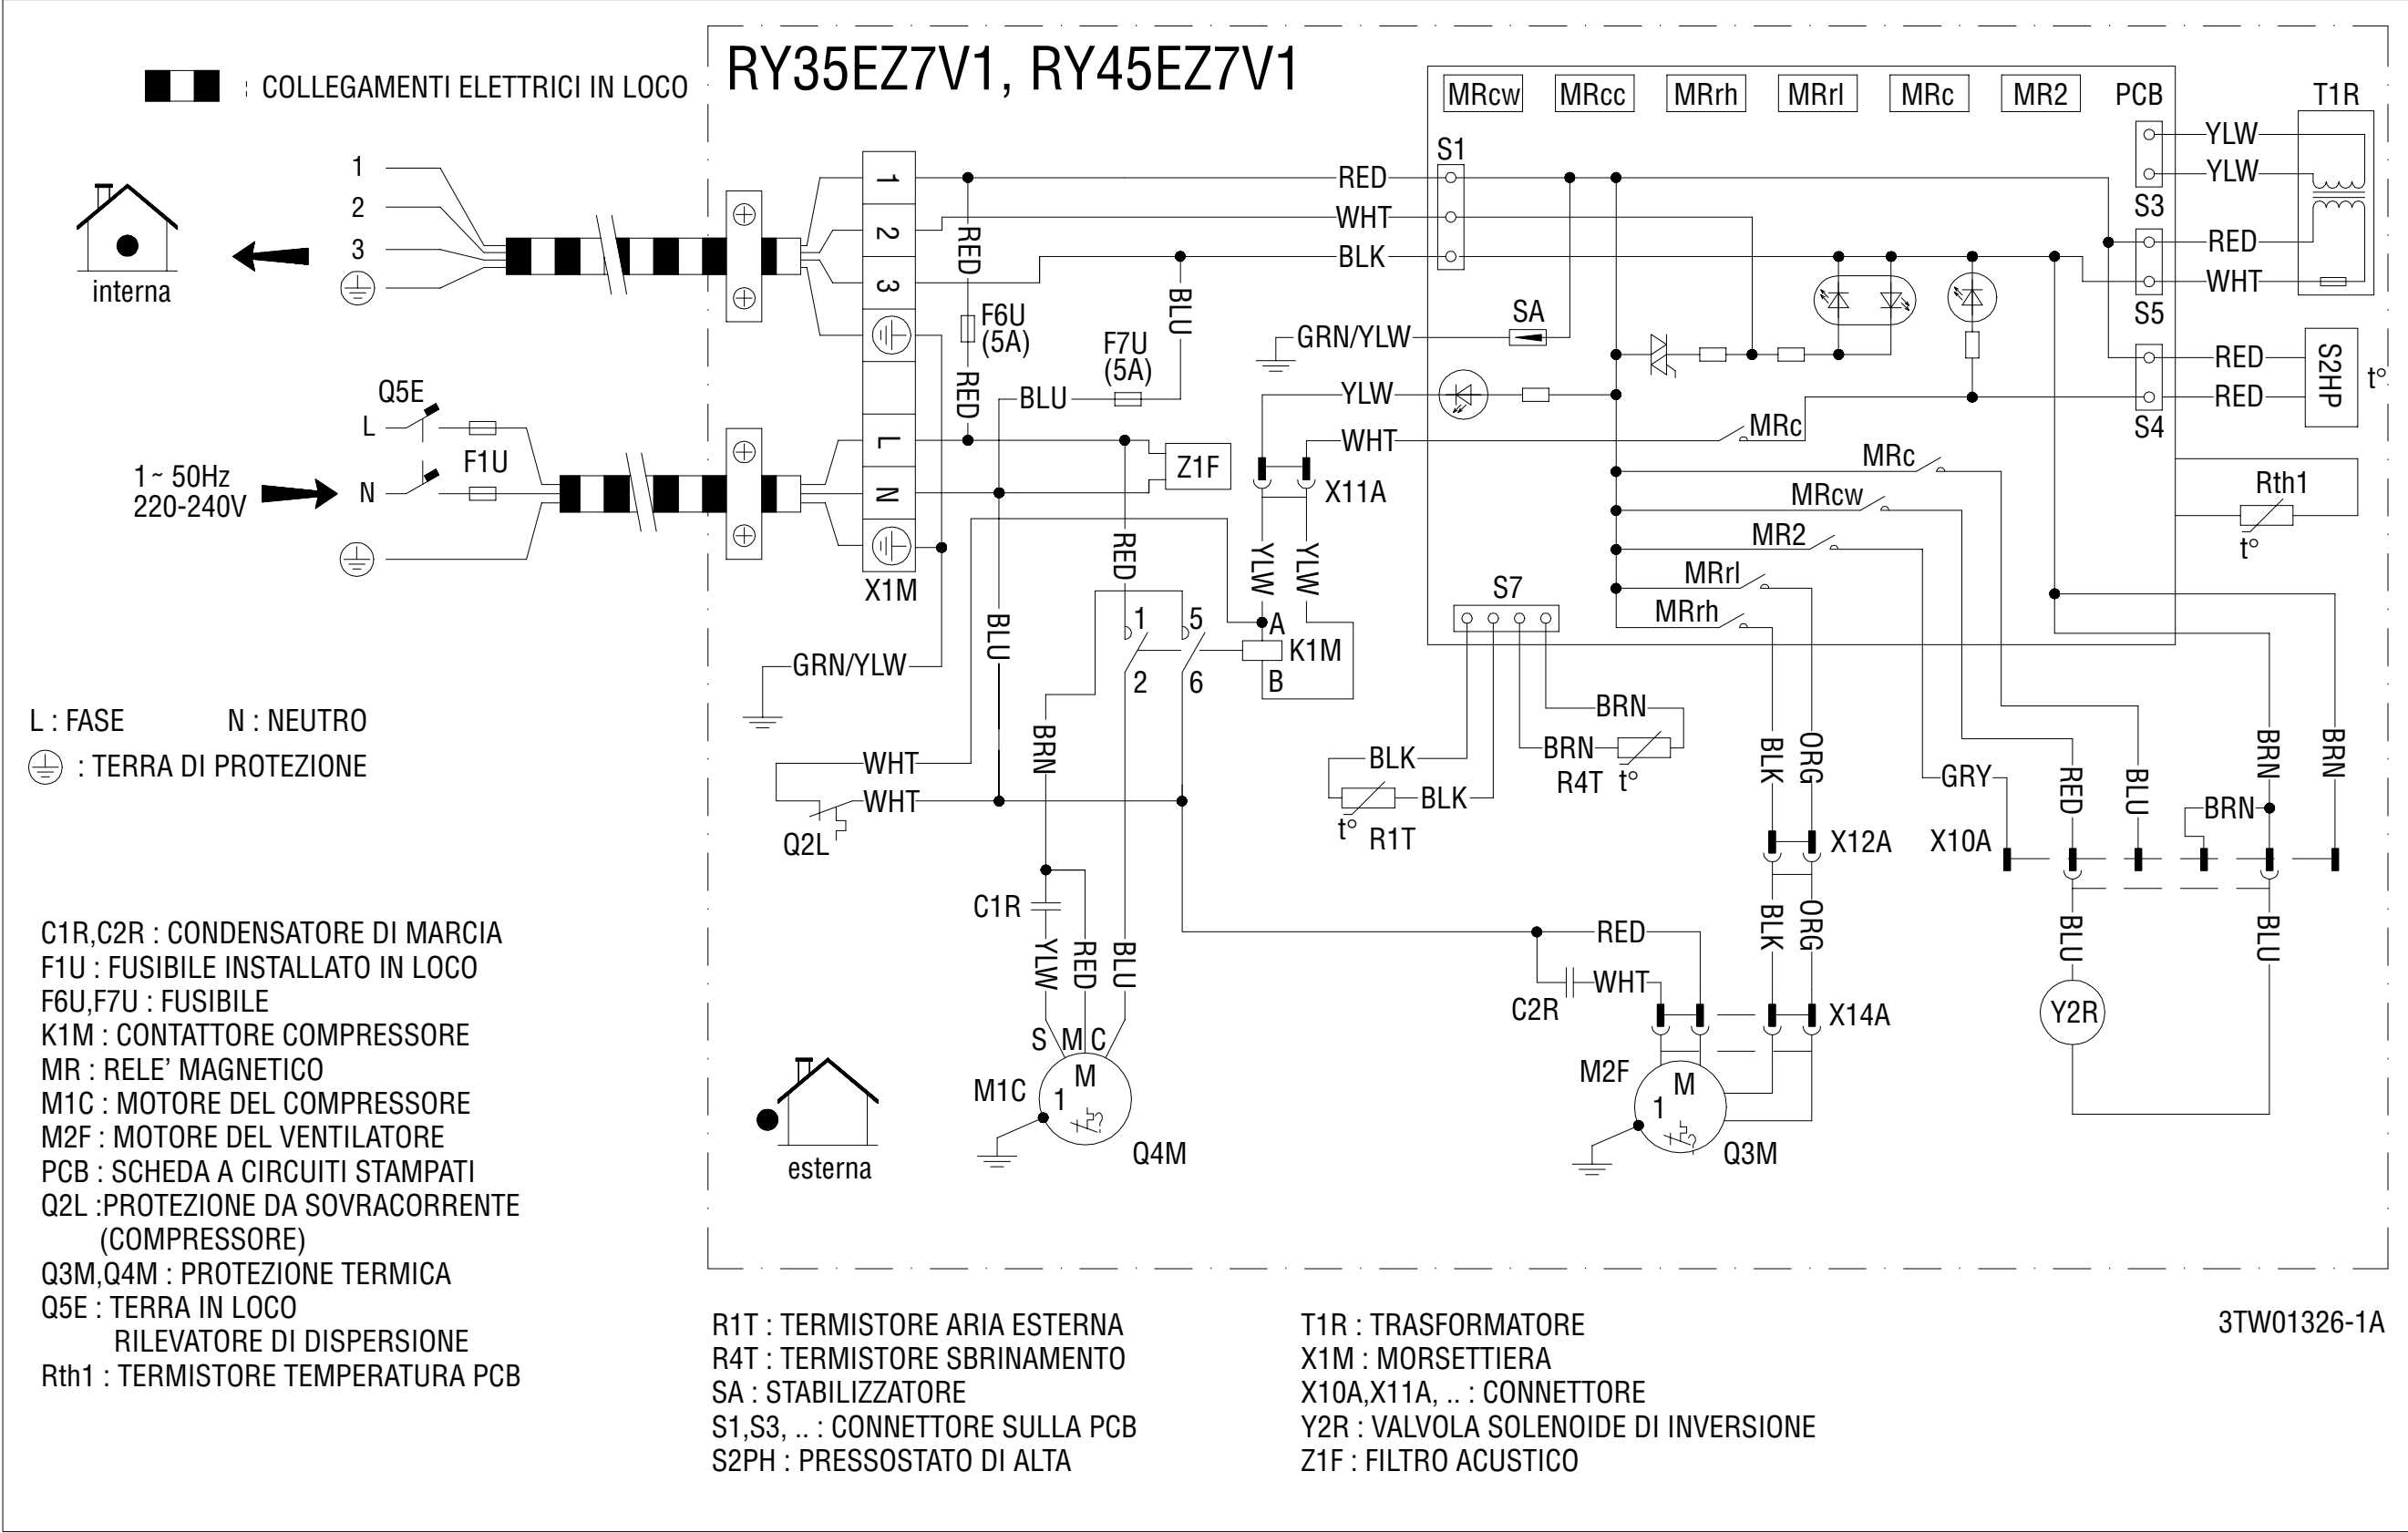 RY35EZ7V1, RY45EZ7V1
: COLLEGAMENTI ELETTRICI IN LOCO
MRcw
MRcc
MRrh
MRrl
MRc
MR2
PCB
T1R
1
2
3
interna
1
2
3
S1
RED
WHT
BLK
YLW
YLW
S3
RED
WHT
S5
RED
F6U
(5A)
RED
BLU
F7U
(5A)
BLU
SA
GRN/YLW
YLW
WHT
MRc
RED
RED
S4
S2HP
t°
Q5E
L
N
F1U
1~ 50Hz
220-240V
L
N
X1M
Z1F
X11A
MRc
MRcw
MR2
MRrl
MRrh
Rth1
t°
RED
YLW
YLW
S7
BLU
1
2
5
6
A
B
K1M
GRN/YLW
L : FASE
N : NEUTRO
: TERRA DI PROTEZIONE
WHT
WHT
Q2L
BRN
BLK
BLK
t°
R1T
BRN
BRN
R4T
t°
BLK
ORG
GRY
RED
BLU
BRN
BRN
BRN
X12A
X10A
C1R
YLW
RED
BLU
RED
WHT
C2R
BLK
ORG
X14A
BLU
BLU
Y2R
S
M
C
M1C
M
1
Q4M
M2F
M
1
Q3M
esterna
C1R,C2R : CONDENSATORE DI MARCIA
F1U : FUSIBILE INSTALLATO IN LOCO
F6U,F7U : FUSIBILE
K1M : CONTATTORE COMPRESSORE
MR : RELE’ MAGNETICO
M1C : MOTORE DEL COMPRESSORE
M2F : MOTORE DEL VENTILATORE
PCB : SCHEDA A CIRCUITI STAMPATI
Q2L :PROTEZIONE DA SOVRACORRENTE
(COMPRESSORE)
Q3M,Q4M : PROTEZIONE TERMICA
Q5E : TERRA IN LOCO
RILEVATORE DI DISPERSIONE
Rth1 : TERMISTORE TEMPERATURA PCB
R1T : TERMISTORE ARIA ESTERNA
R4T : TERMISTORE SBRINAMENTO
SA : STABILIZZATORE
S1,S3, .. : CONNETTORE SULLA PCB
S2PH : PRESSOSTATO DI ALTA
T1R : TRASFORMATORE
X1M : MORSETTIERA
X10A,X11A, .. : CONNETTORE
Y2R : VALVOLA SOLENOIDE DI INVERSIONE
Z1F : FILTRO ACUSTICO
3TW01326-1A